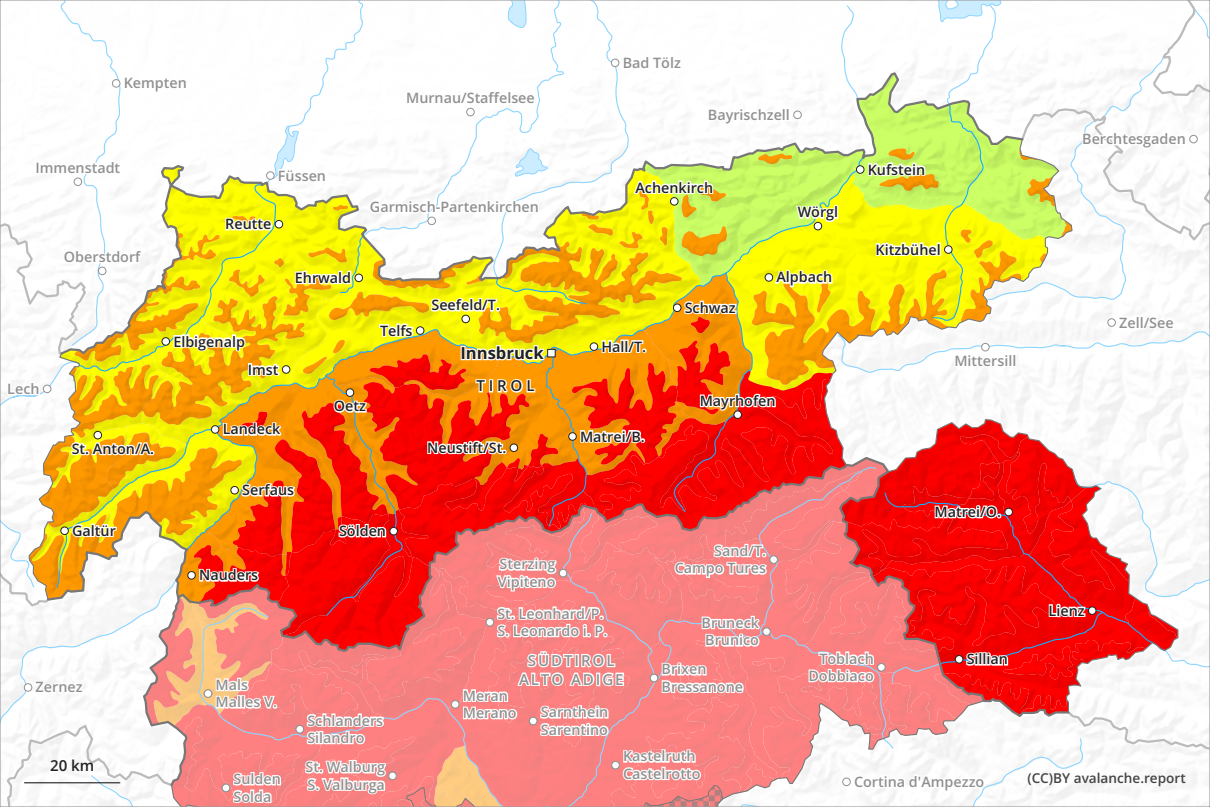 Bad Tölz
Kempten
Murnau/Staffelsee
Bayrischzell
Berchtesgaden
Immenstadt
Füssen
Kufstein
Achenkirch
Garmisch-Partenkirchen
Wörgl
Reutte
Kitzbühel
Oberstdorf
Ehrwald
Alpbach
Seefeld/T.
Schwaz
Zell/See
Telfs
Elbigenalp
Innsbruck
Hall/T.
Mittersill
Imst
TIROL
Lech
Oetz
Mayrhofen
Landeck
Matrei/B.
St. Anton/A.
Neustift/St.
Serfaus
Matrei/O.
Galtür
Sölden
Sand/T.
Campo Tures
Sterzing
Vipiteno
Nauders
Lienz
St. Leonhard/P.
S. Leonardo i. P.
Bruneck
Brunico
SÜDTIROL
ALTO ADIGE
Toblach
Dobbiaco
Sillian
Brixen
Bressanone
Zernez
Mals
Malles V.
Meran
Merano
Sarnthein
Sarentino
Schlanders
Silandro
Kastelruth
Castelrotto
20 km
St. Walburg
S. Valburga
Sulden
Solda
Cortina d'Ampezzo
(CC)BY avalanche.report